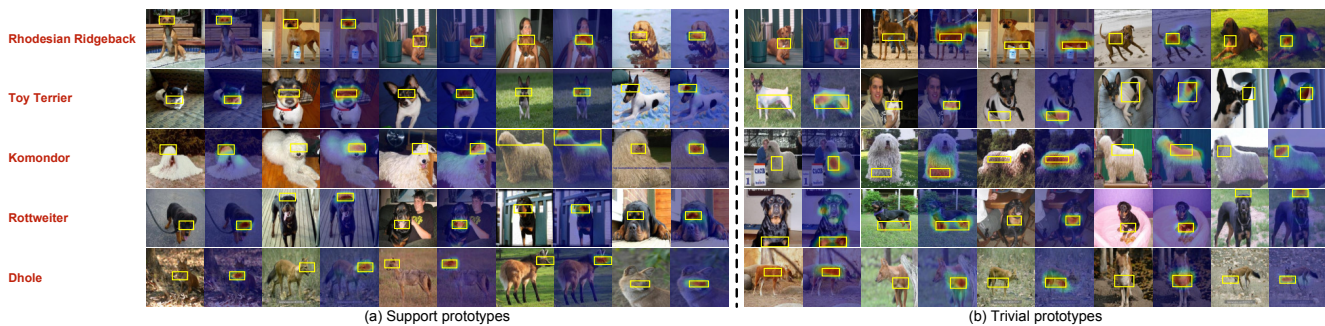 Rhodesian Ridgeback
Toy Terrier
Komondor
Rottweiter
Dhole
(a) Support prototypes
(b) Trivial prototypes